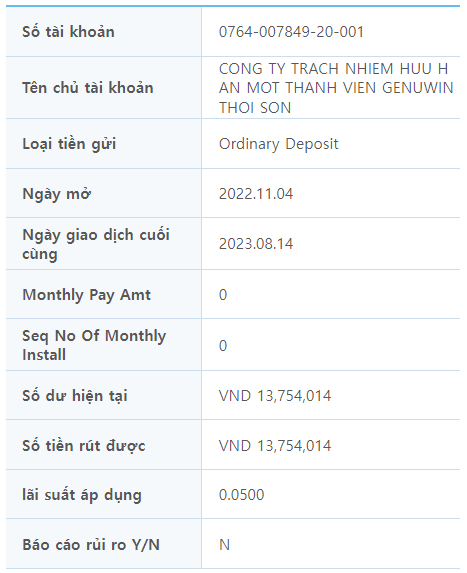 Số tài khoản
0764-007849-20-001
Tên chủ tài khoản
CONG TY TRACH NHIEM HUU H
AN MOT THANH VIEN GENUWIN
THOI SON
Loại tiền gửi
Ordinary Deposit
Ngày mở
2022.11.04
Ngày giao dịch cuối
cùng
2023.08.14
Monthly Pay Amt
0
Seq No Of Monthly
Install
0
Số dư hiện tại
VND 13,754,014
Số tiền rút được
VND 13,754,014
lãi suất áp dụng
0.0500
Báo cáo rủi ro Y/N
N